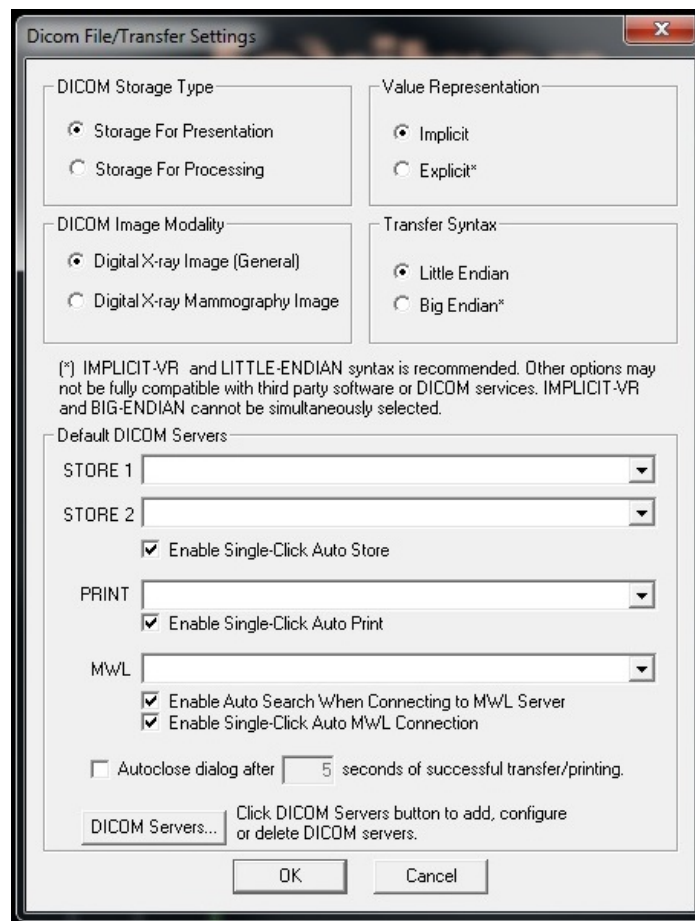 Dicom File/Transfer Settings
DICOM Storage Type
Storage For Presentation
Storage For Processing
Value Representation
Implicit
Explicit*
DICOM Image Modality
Digital X-ray Image (General)
Digital X-ray Mammography Image
Transfer Syntax
Little Endian
Big Endian*
(*) IMPLICIT-VR and LITTLE-ENDIAN syntax is recommended. Other options may
not be fully compatible with third party software or DICOM services. IMPLICIT-VR
and BIG-ENDIAN cannot be simultaneously selected.
Default DICOM Servers
STORE 1
STORE 2
Enable Single-Click Auto Store
PRINT
Enable Single-Click Auto Print
MWL
Enable Auto Search When Connecting to MWL Server
Enable Single-Click Auto MWL Connection
Autoclose dialog after 5 seconds of successful transfer/printing.
DICOM Servers...
Click DICOM Servers button to add, configure
or delete DICOM servers.
OK
Cancel